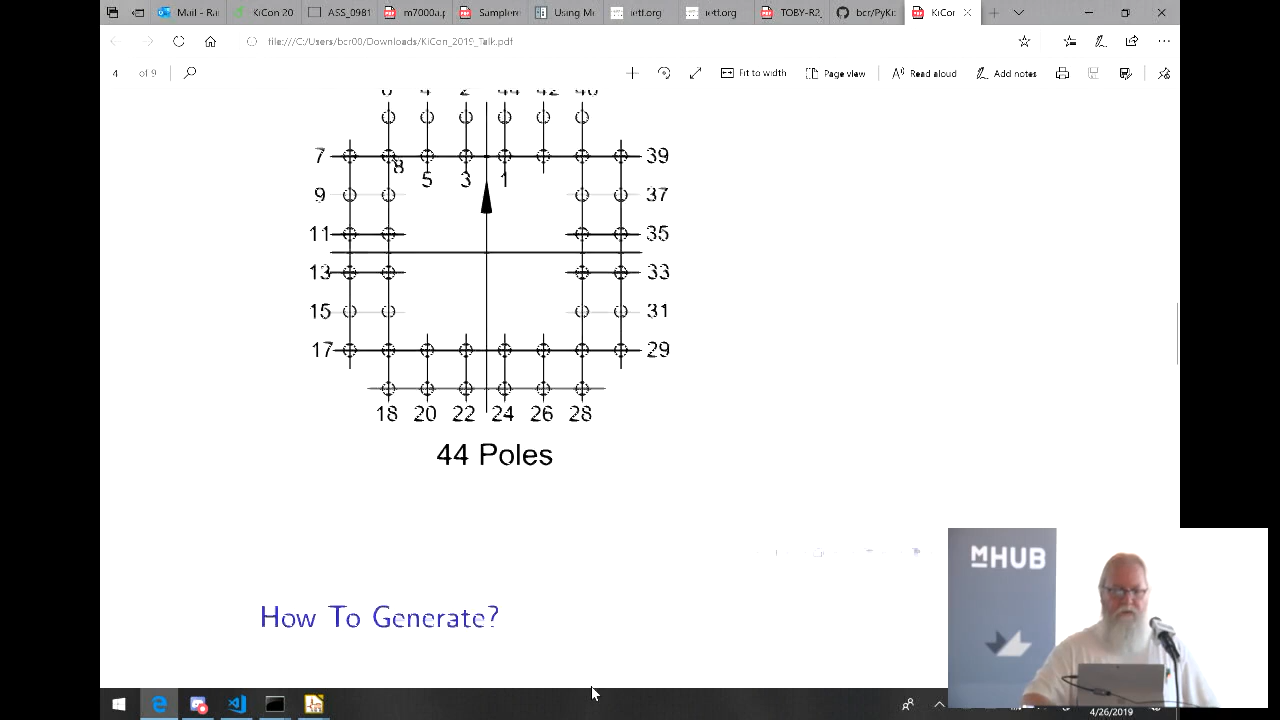 Mail - Ru
KiCon 20
ASS_0981
m7000a.p
Samplere
Using Me
ietf.org
ietf.org
TOBY-R2
bcr/PyKi
KiCon
file:///C:/Users/bcr00/Downloads/KiCon_2019_Talk.pdf
4 of 9
Fit to width
Page view
Read aloud
Add notes
6 4 2 44 42 40
7 39
8 5 3 1
9 37
11 35
13 33
15 31
17 29
18 20 22 24 26 28
44 Poles
How To Generate?
MHUB
4/26/2019